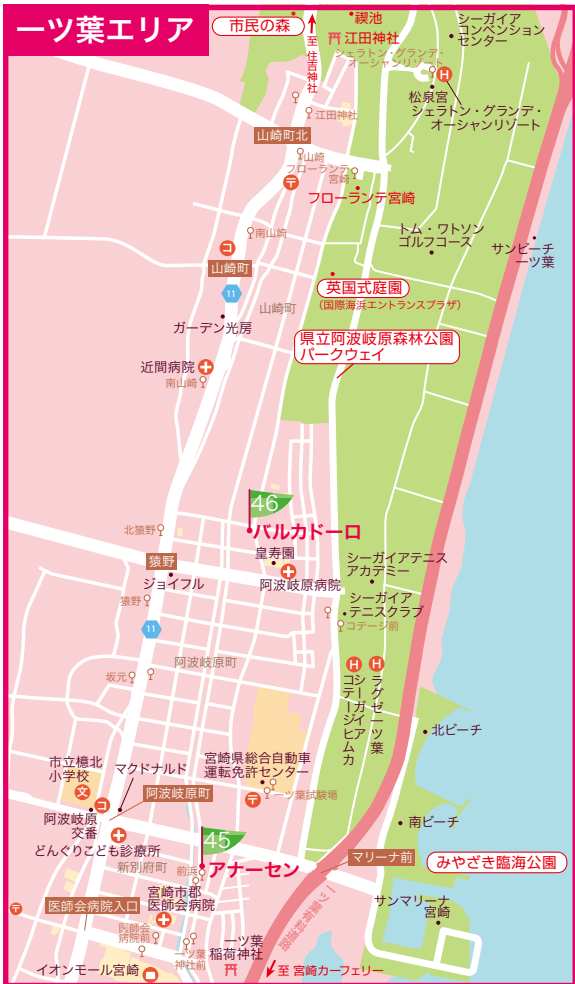 一ツ葉エリア
市民の森
至 住吉神社
禊池
江田神社
シェラトン・グランデ・
オーシャンリゾート
シーガイア
コンベンション
センター
H
松泉宮
シェラトン・グランデ・
オーシャンリゾート
江田神社
山崎町北
山崎
フローランテ
宮崎
フローランテ宮崎
南山崎
コ
山崎町
11
トム・ワトソン
ゴルフコース
サンビーチ
一ツ葉
英国式庭園
(国際海浜エントランスプラザ)
山崎町
ガーデン光房
県立阿波岐原森林公園
パークウェイ
近間病院
南山崎
46
バルカドーロ
北猿野
皇寿園
猿野
ジョイフル
阿波岐原病院
シーガイアテニス
アカデミー
猿野
シーガイア
テニスクラブ
コテージ前
11
阿波岐原町
坂元
H
H
シーガイア
コテージヒムカ
ラグゼ一ツ葉
北ビーチ
宮崎県総合自動車
運転免許センター
一ツ葉試験場
市立檍北
小学校
マクドナルド
文
コ
阿波岐原町
阿波岐原
交番
どんぐりこども診療所
45
アナーセン
南ビーチ
マリーナ前
みやざき臨海公園
新別府町
前浜
宮崎市郡
医師会病院
医師会病院入口
一ツ葉有料道路
サンマリーナ
宮崎
医師会
病院前
一ツ葉
神社前
一ツ葉
稲荷神社
イオンモール宮崎
至 宮崎カーフェリー